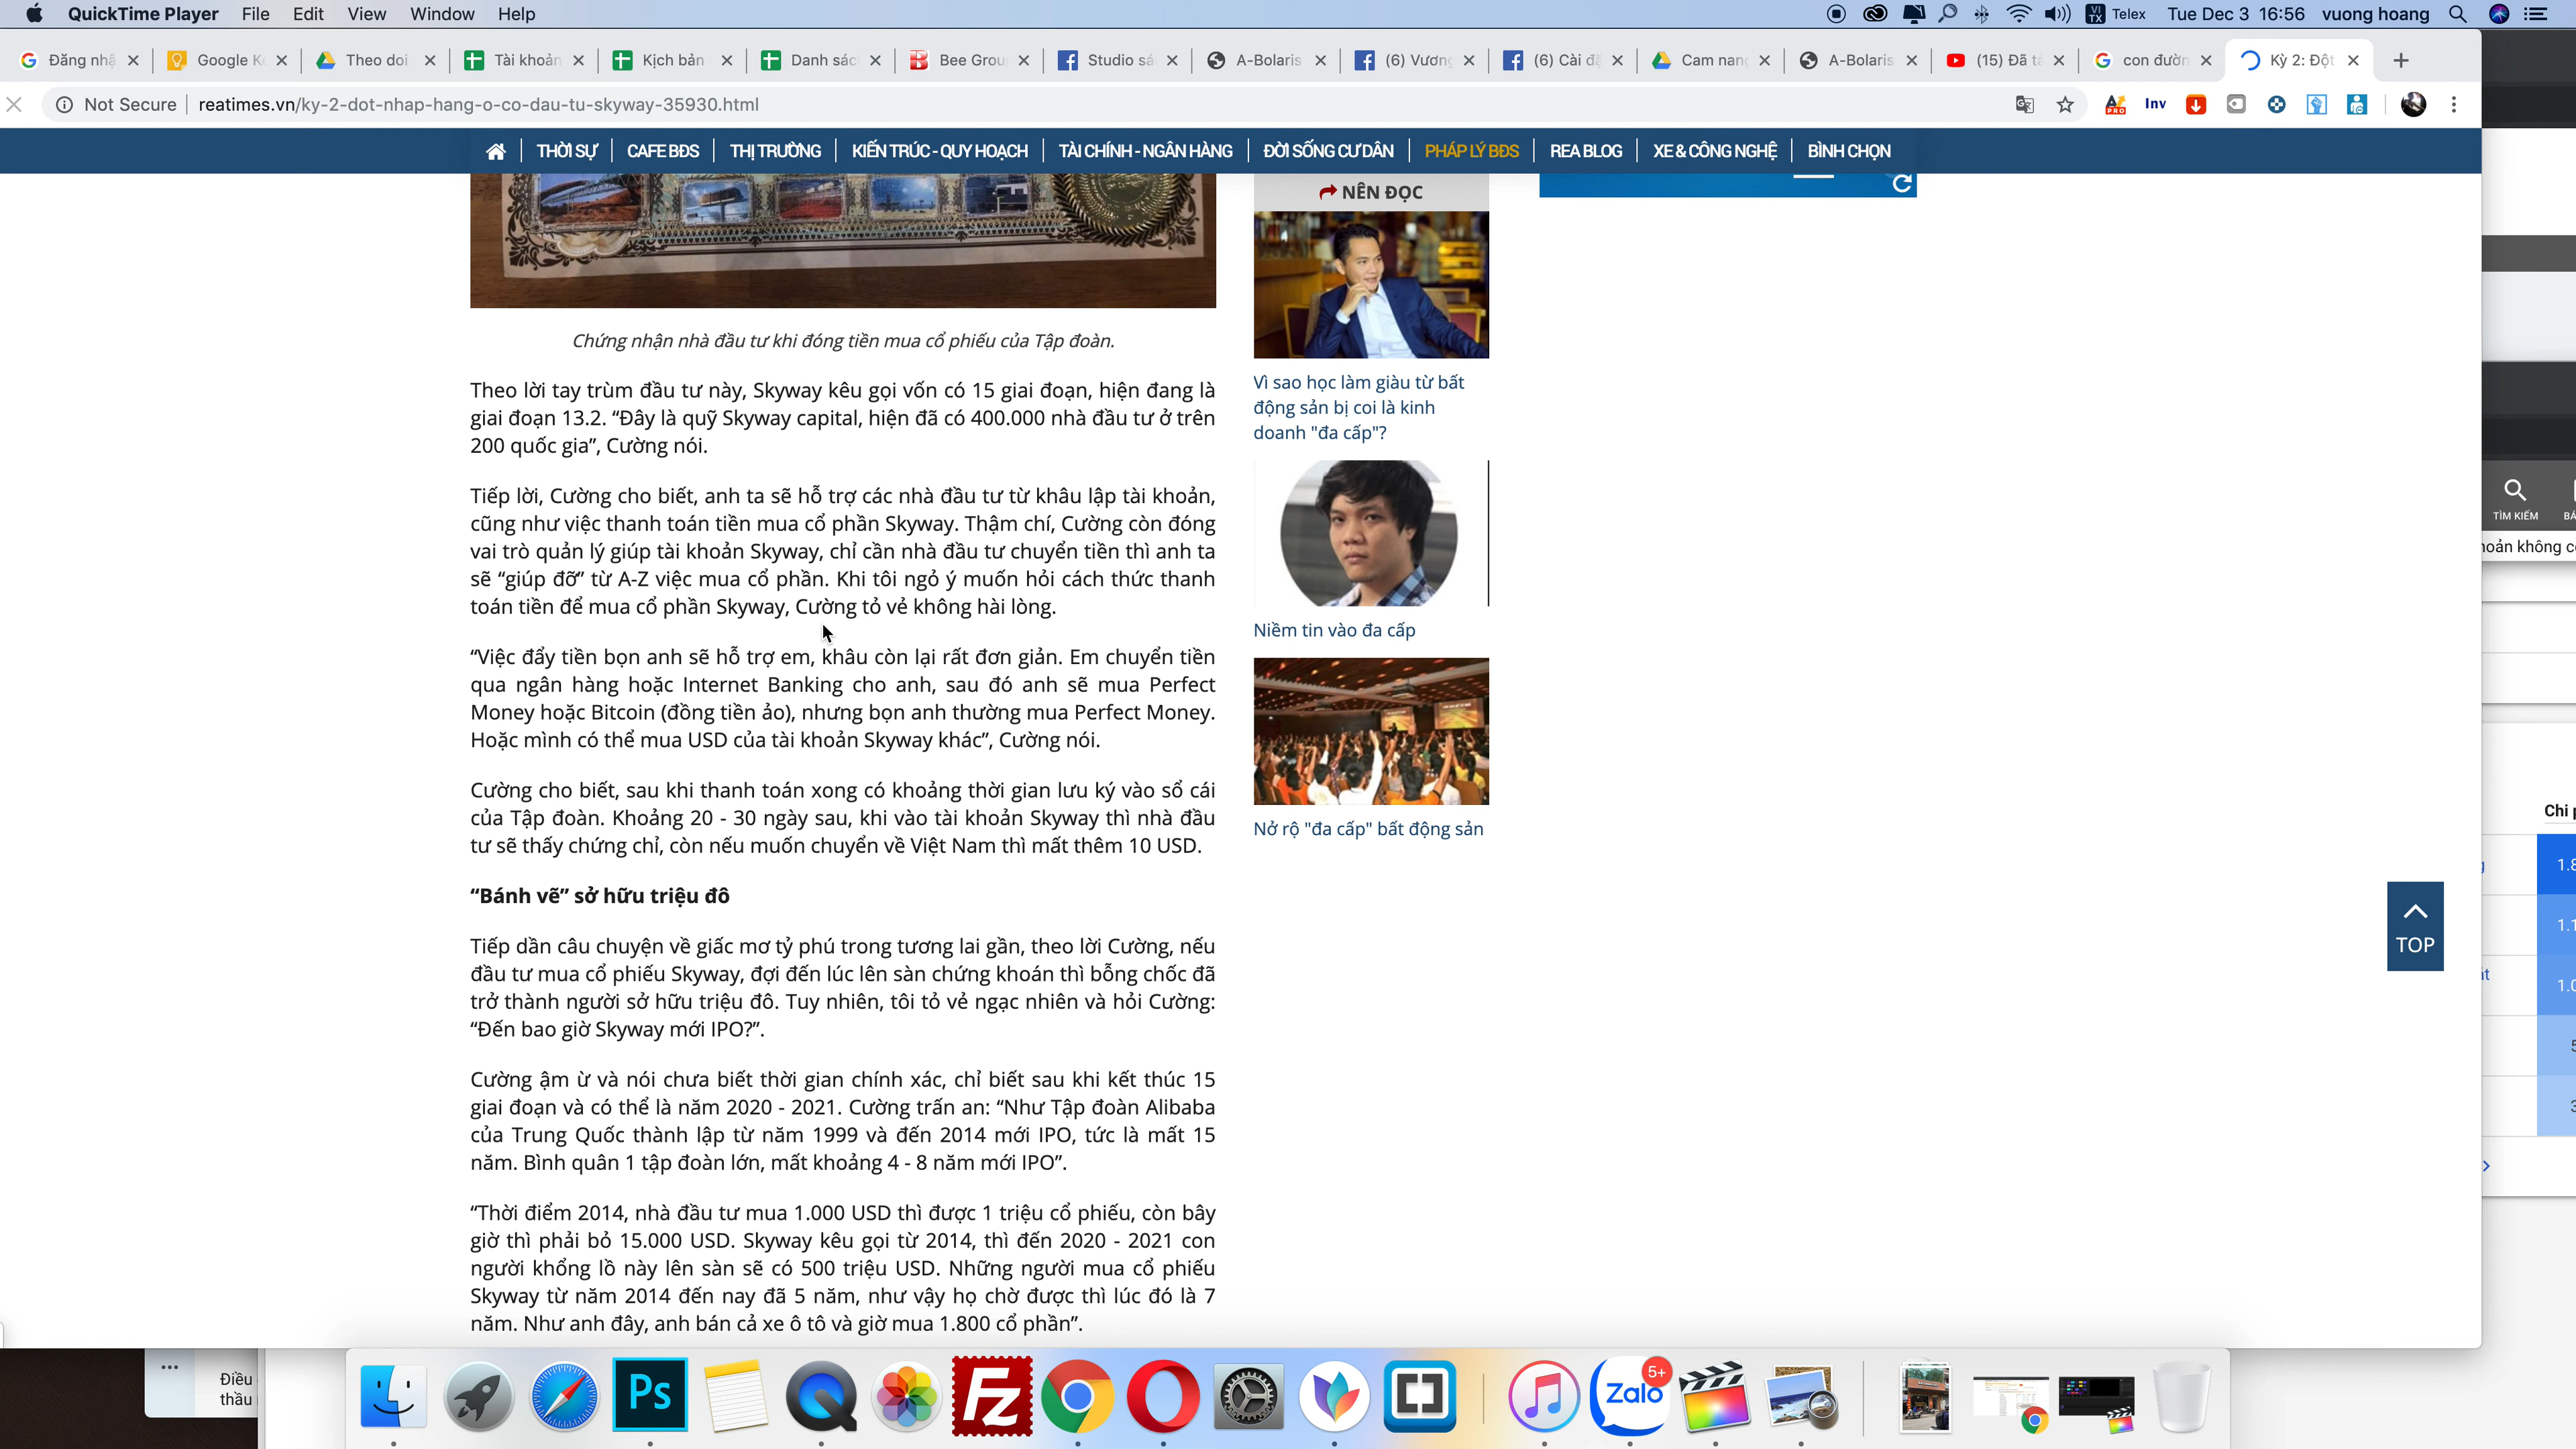 QuickTime Player File Edit View Window Help
VI TX Telex Tue Dec 3 16:56 vuong hoang
Đăng nhậ Google K Theo doi Tài khoản Kịch bản Danh sác Bee Grou Studio sá A-Bolaris (6) Vương (6) Cài đặ Cam nang A-Bolaris (15) Đã tả con đườn Kỳ 2: Đột
Not Secure reatimes.vn/ky-2-dot-nhap-hang-o-co-dau-tu-skyway-35930.html
PRO Inv
THỜI SỰ CAFE BĐS THỊ TRƯỜNG KIẾN TRÚC - QUY HOẠCH TÀI CHÍNH - NGÂN HÀNG ĐỜI SỐNG CƯ DÂN PHÁP LÝ BĐS REA BLOG XE & CÔNG NGHỆ BÌNH CHỌN
Chứng nhận nhà đầu tư khi đóng tiền mua cổ phiếu của Tập đoàn.
Theo lời tay trùm đầu tư này, Skyway kêu gọi vốn có 15 giai đoạn, hiện đang là
giai đoạn 13.2. “Đây là quỹ Skyway capital, hiện đã có 400.000 nhà đầu tư ở trên
200 quốc gia”, Cường nói.
Tiếp lời, Cường cho biết, anh ta sẽ hỗ trợ các nhà đầu tư từ khâu lập tài khoản,
cũng như việc thanh toán tiền mua cổ phần Skyway. Thậm chí, Cường còn đóng
vai trò quản lý giúp tài khoản Skyway, chỉ cần nhà đầu tư chuyển tiền thì anh ta
sẽ “giúp đỡ” từ A-Z việc mua cổ phần. Khi tôi ngỏ ý muốn hỏi cách thức thanh
toán tiền để mua cổ phần Skyway, Cường tỏ vẻ không hài lòng.
“Việc đẩy tiền bọn anh sẽ hỗ trợ em, khâu còn lại rất đơn giản. Em chuyển tiền
qua ngân hàng hoặc Internet Banking cho anh, sau đó anh sẽ mua Perfect
Money hoặc Bitcoin (đồng tiền ảo), nhưng bọn anh thường mua Perfect Money.
Hoặc mình có thể mua USD của tài khoản Skyway khác”, Cường nói.
Cường cho biết, sau khi thanh toán xong có khoảng thời gian lưu ký vào sổ cái
của Tập đoàn. Khoảng 20 - 30 ngày sau, khi vào tài khoản Skyway thì nhà đầu
tư sẽ thấy chứng chỉ, còn nếu muốn chuyển về Việt Nam thì mất thêm 10 USD.
“Bánh vẽ” sở hữu triệu đô
Tiếp dần câu chuyện về giấc mơ tỷ phú trong tương lai gần, theo lời Cường, nếu
đầu tư mua cổ phiếu Skyway, đợi đến lúc lên sàn chứng khoán thì bỗng chốc đã
trở thành người sở hữu triệu đô. Tuy nhiên, tôi tỏ vẻ ngạc nhiên và hỏi Cường:
“Đến bao giờ Skyway mới IPO?”.
Cường ậm ừ và nói chưa biết thời gian chính xác, chỉ biết sau khi kết thúc 15
giai đoạn và có thể là năm 2020 - 2021. Cường trấn an: “Như Tập đoàn Alibaba
của Trung Quốc thành lập từ năm 1999 và đến 2014 mới IPO, tức là mất 15
năm. Bình quân 1 tập đoàn lớn, mất khoảng 4 - 8 năm mới IPO”.
“Thời điểm 2014, nhà đầu tư mua 1.000 USD thì được 1 triệu cổ phiếu, còn bây
giờ thì phải bỏ 15.000 USD. Skyway kêu gọi từ 2014, thì đến 2020 - 2021 con
người khổng lồ này lên sàn sẽ có 500 triệu USD. Những người mua cổ phiếu
Skyway từ năm 2014 đến nay đã 5 năm, như vậy họ chờ được thì lúc đó là 7
năm. Như anh đây, anh bán cả xe ô tô và giờ mua 1.800 cổ phần”.
NÊN ĐỌC
Vì sao học làm giàu từ bất
động sản bị coi là kinh
doanh "đa cấp"?
Niềm tin vào đa cấp
Nở rộ "đa cấp" bất động sản
TOP
TÌM KIẾM
không
Chi
Điều
thầu
Ps
Fz
Zalo
5+